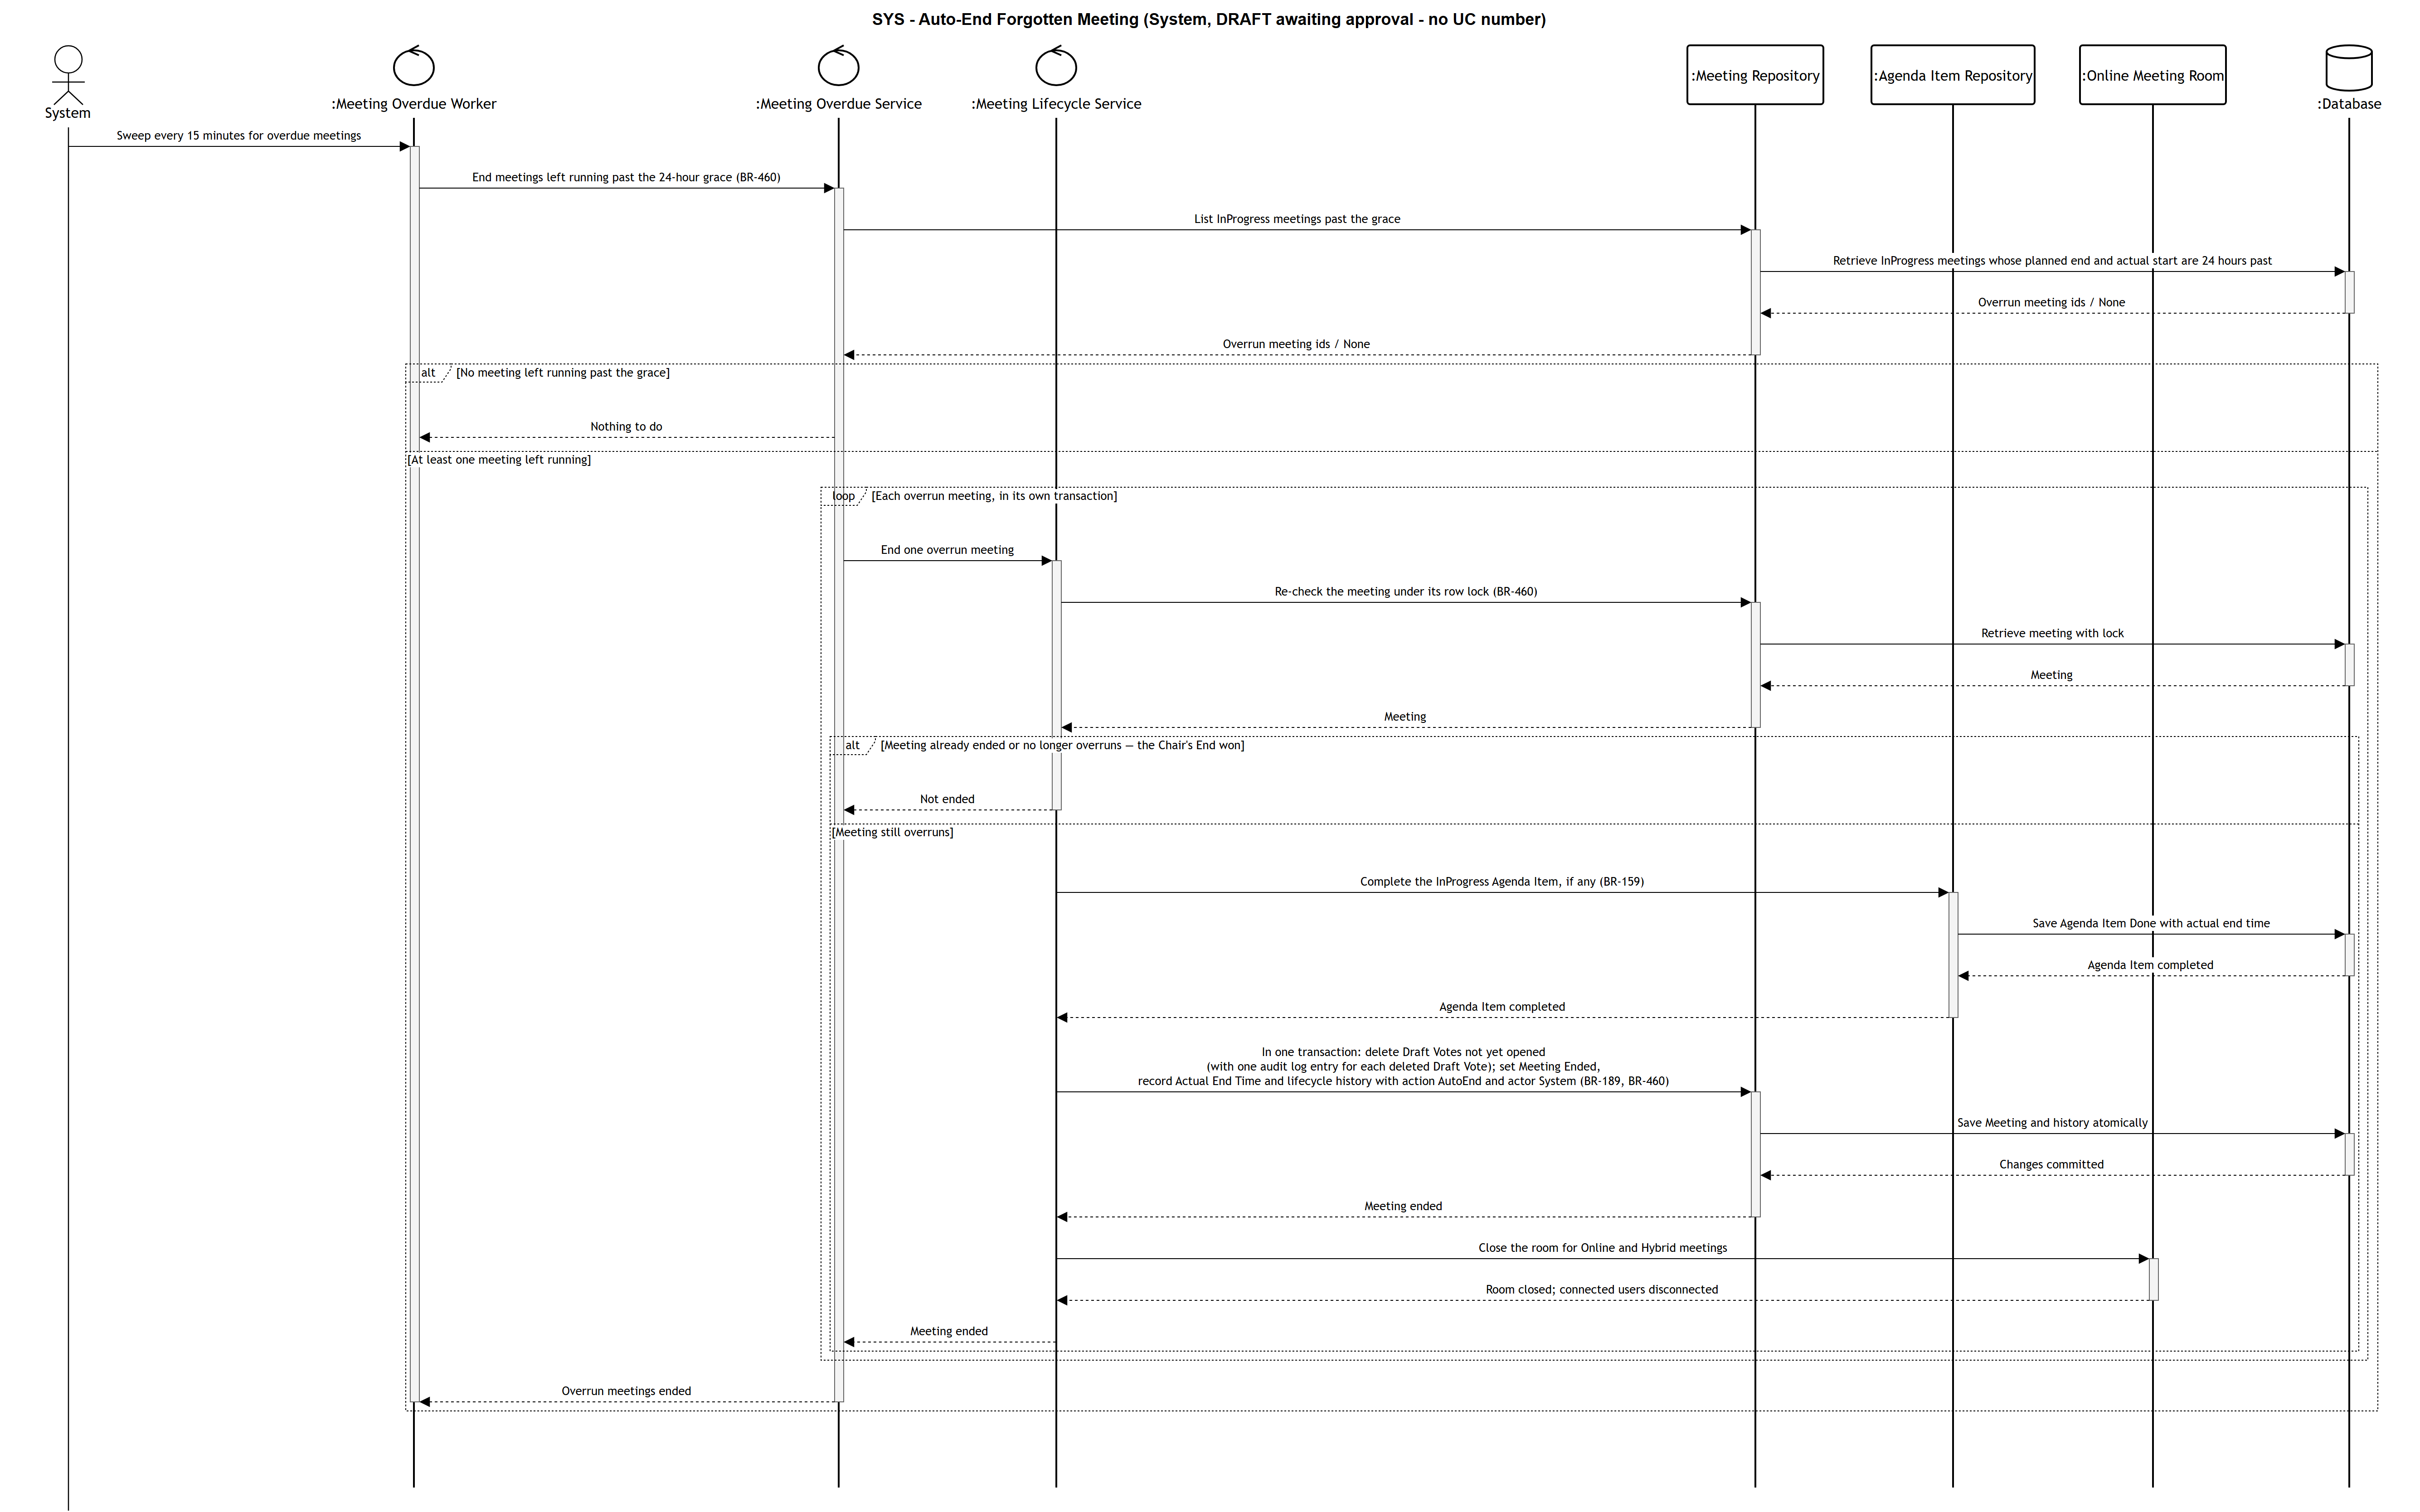 SYS - Auto-End Forgotten Meeting (System, DRAFT awaiting approval - no UC number)
System
:Meeting Overdue Worker
:Meeting Overdue Service
:Meeting Lifecycle Service
:Meeting Repository
:Agenda Item Repository
:Online Meeting Room
:Database
Sweep every 15 minutes for overdue meetings
End meetings left running past the 24-hour grace (BR-460)
List InProgress meetings past the grace
Retrieve InProgress meetings whose planned end and actual start are 24 hours past
Overrun meeting ids / None
Overrun meeting ids / None
alt [No meeting left running past the grace]
Nothing to do
[At least one meeting left running]
loop [Each overrun meeting, in its own transaction]
End one overrun meeting
Re-check the meeting under its row lock (BR-460)
Retrieve meeting with lock
Meeting
Meeting
alt [Meeting already ended or no longer overruns — the Chair's End won]
Not ended
[Meeting still overruns]
Complete the InProgress Agenda Item, if any (BR-159)
Save Agenda Item Done with actual end time
Agenda Item completed
Agenda Item completed
In one transaction: delete Draft Votes not yet opened
(with one audit log entry for each deleted Draft Vote); set Meeting Ended,
record Actual End Time and lifecycle history with action AutoEnd and actor System (BR-189, BR-460)
Save Meeting and history atomically
Changes committed
Meeting ended
Close the room for Online and Hybrid meetings
Room closed; connected users disconnected
Meeting ended
Overrun meetings ended